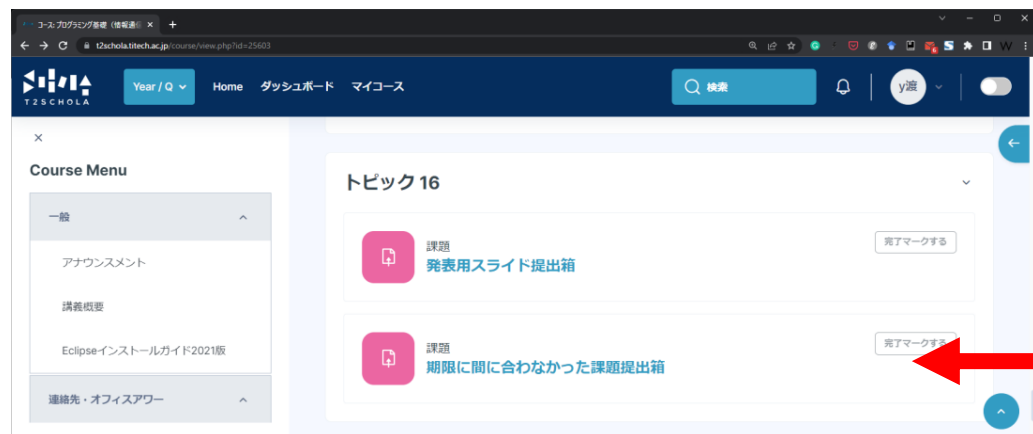 コース: プログラミング基礎（情報通信
t2schola.titech.ac.jp/course/view.php?id=25603
T2SCHOLA
Year / Q
Home
ダッシュボード
マイコース
検索
y渡
Course Menu
一般
アナウンスメント
講義概要
Eclipseインストールガイド2021版
連絡先・オフィスアワー
トピック 16
課題
発表用スライド提出箱
完了マークする
課題
期限に間に合わなかった課題提出箱
完了マークする